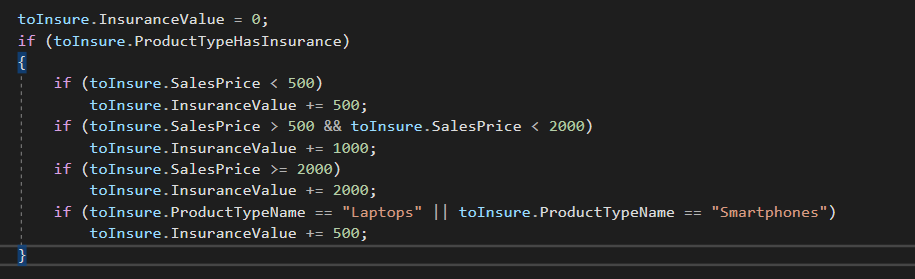 toInsure.InsuranceValue = 0;
if (toInsure.ProductTypeHasInsurance)
{
    if (toInsure.SalesPrice < 500)
        toInsure.InsuranceValue += 500;
    if (toInsure.SalesPrice > 500 && toInsure.SalesPrice < 2000)
        toInsure.InsuranceValue += 1000;
    if (toInsure.SalesPrice >= 2000)
        toInsure.InsuranceValue += 2000;
    if (toInsure.ProductTypeName == "Laptops" || toInsure.ProductTypeName == "Smartphones")
        toInsure.InsuranceValue += 500;
}